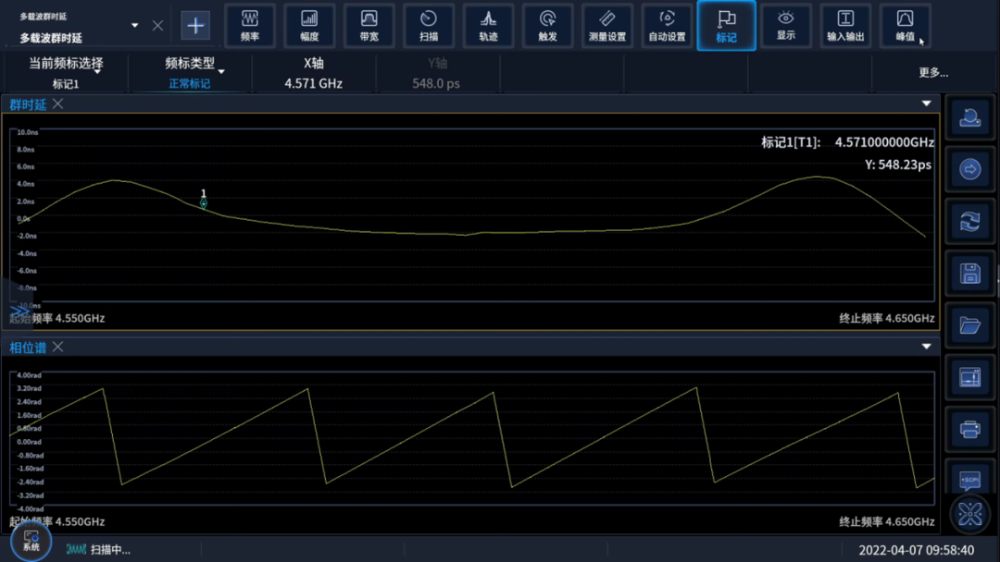 多载波群时延
多载波群时延
频率
幅度
带宽
扫描
轨迹
触发
测量设置
自动设置
标记
显示
输入输出
峰值
当前频标选择
标记1
频标类型
正常标记
X轴
4.571 GHz
Y轴
548.0 ps
更多...
群时延
10.0ns
8.0ns
6.0ns
4.0ns
2.0ns
0.0s
-2.0ns
-4.0ns
-6.0ns
-8.0ns
-10.0ns
1
标记1[T1]: 4.571000000GHz
Y: 548.23ps
起始频率 4.550GHz
终止频率 4.650GHz
相位谱
4.00rad
3.20rad
2.40rad
1.60rad
0.80rad
0.00rad
-0.80rad
-1.60rad
-2.40rad
-3.20rad
-4.00rad
起始频率 4.550GHz
终止频率 4.650GHz
SCPI
系统
扫描中...
2022-04-07 09:58:40